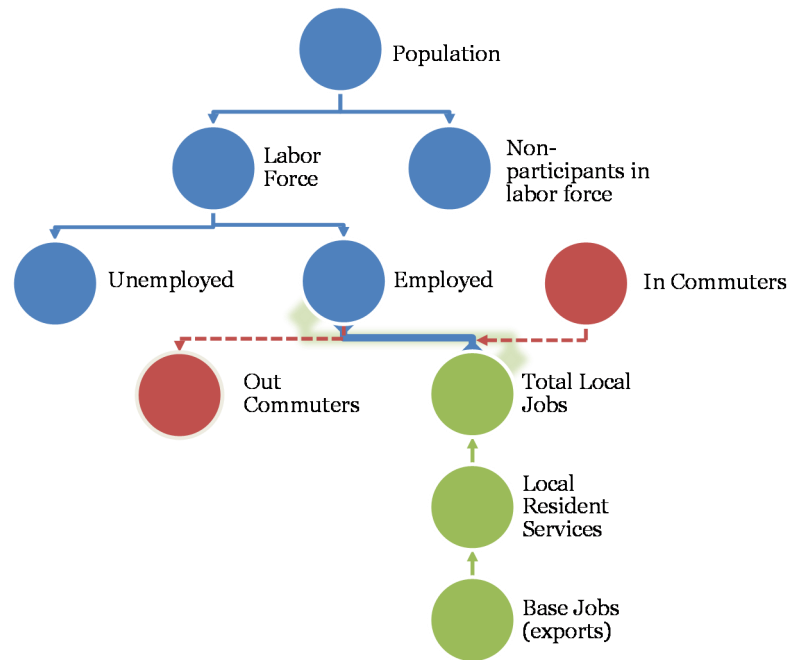 Population
Labor
Force
Non-
participants in
labor force
Unemployed
Employed
In Commuters
Out
Commuters
Total Local
Jobs
Local
Resident
Services
Base Jobs
(exports)